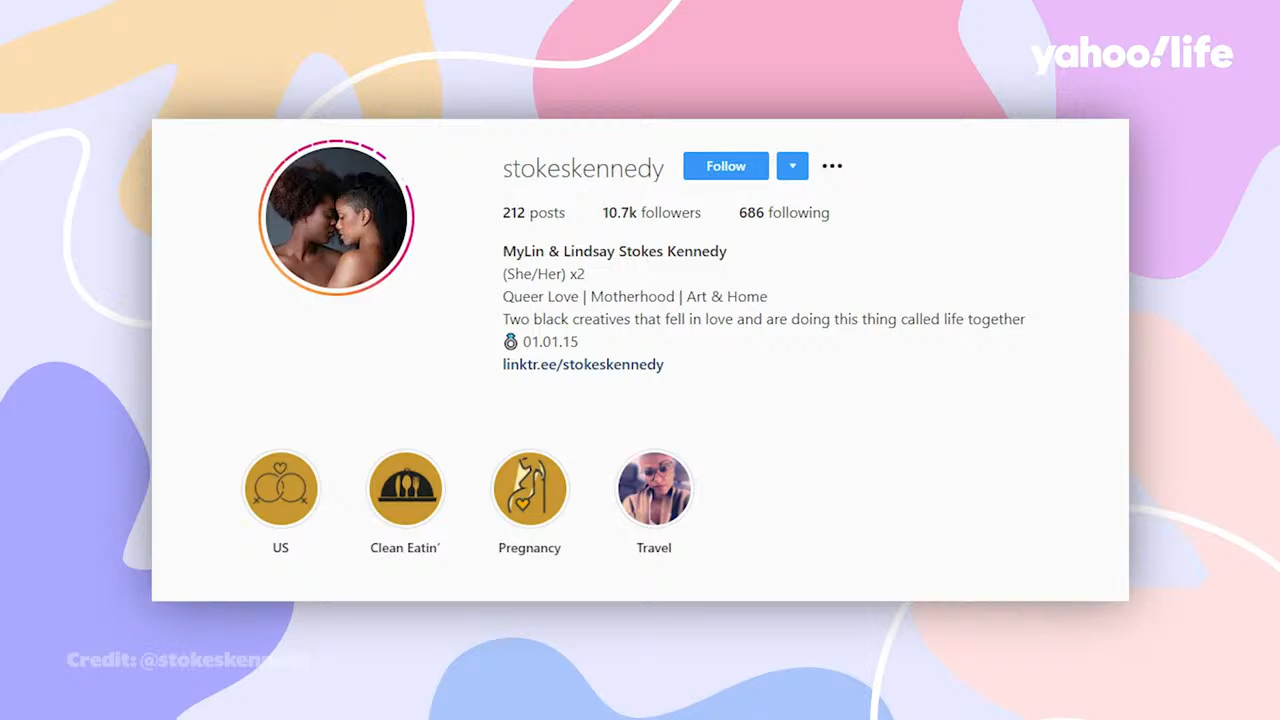 yahoo!life
stokeskennedy Follow
212 posts 10.7k followers 686 following
MyLin & Lindsay Stokes Kennedy
(She/Her) x2
Queer Love | Motherhood | Art & Home
Two black creatives that fell in love and are doing this thing called life together
💍 01.01.15
linktr.ee/stokeskennedy
US Clean Eatin´ Pregnancy Travel
Credit: @stokesken